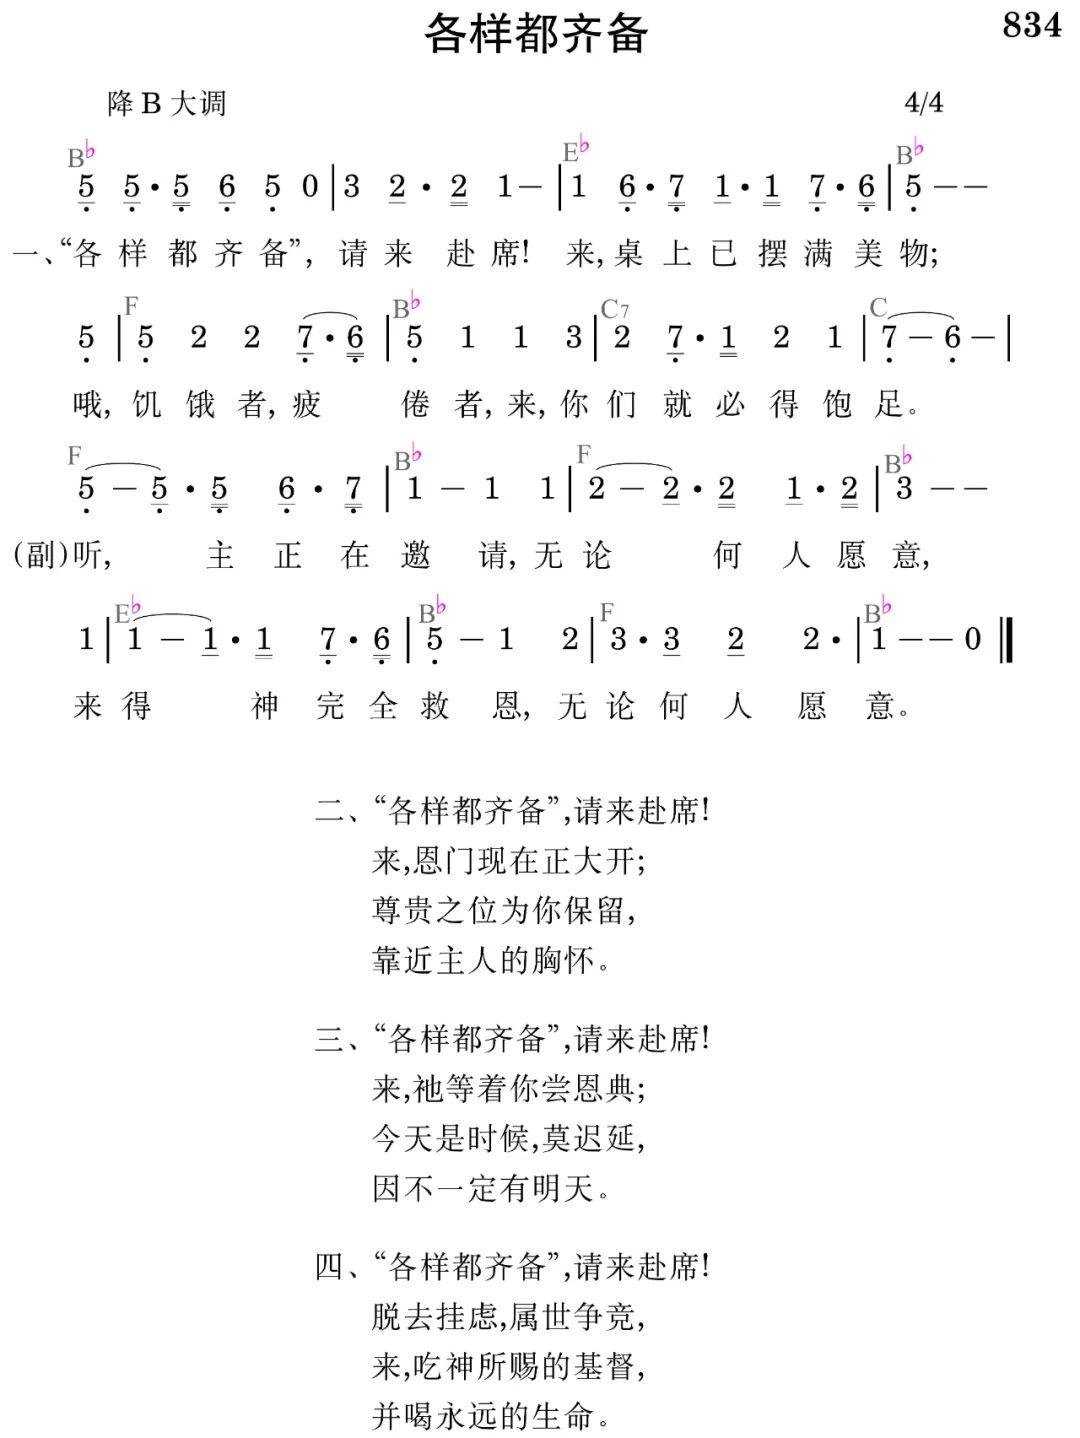 各样都齐备
834
降 B 大调
4/4
B♭ E♭ B♭
5 5·5 6 5 0|3 2·2 1–|1 6·7 1·1 7·6|5––
一、“各样都齐备”,请来赴席!来,桌上已摆满美物;
F B♭ C7 C
5|5 2 2 7·6|5 1 1 3|2 7·1 2 1|7–6–|
哦,饥饿者,疲倦者,来,你们就必得饱足。
F B♭ F B♭
5–5·5 6·7|1–1 1|2–2·2 1·2|3––
(副)听,主正在邀请,无论何人愿意,
E♭ B♭ F B♭
1|1–1·1 7·6|5–1 2|3·3 2 2·|1––0‖
来得神完全救恩,无论何人愿意。
二、“各样都齐备”,请来赴席!
来,恩门现在正大开;
尊贵之位为你保留,
靠近主人的胸怀。
三、“各样都齐备”,请来赴席!
来,祂等着你尝恩典;
今天是时候,莫迟延,
因不一定有明天。
四、“各样都齐备”,请来赴席!
脱去挂虑,属世争竞,
来,吃神所赐的基督,
并喝永远的生命。